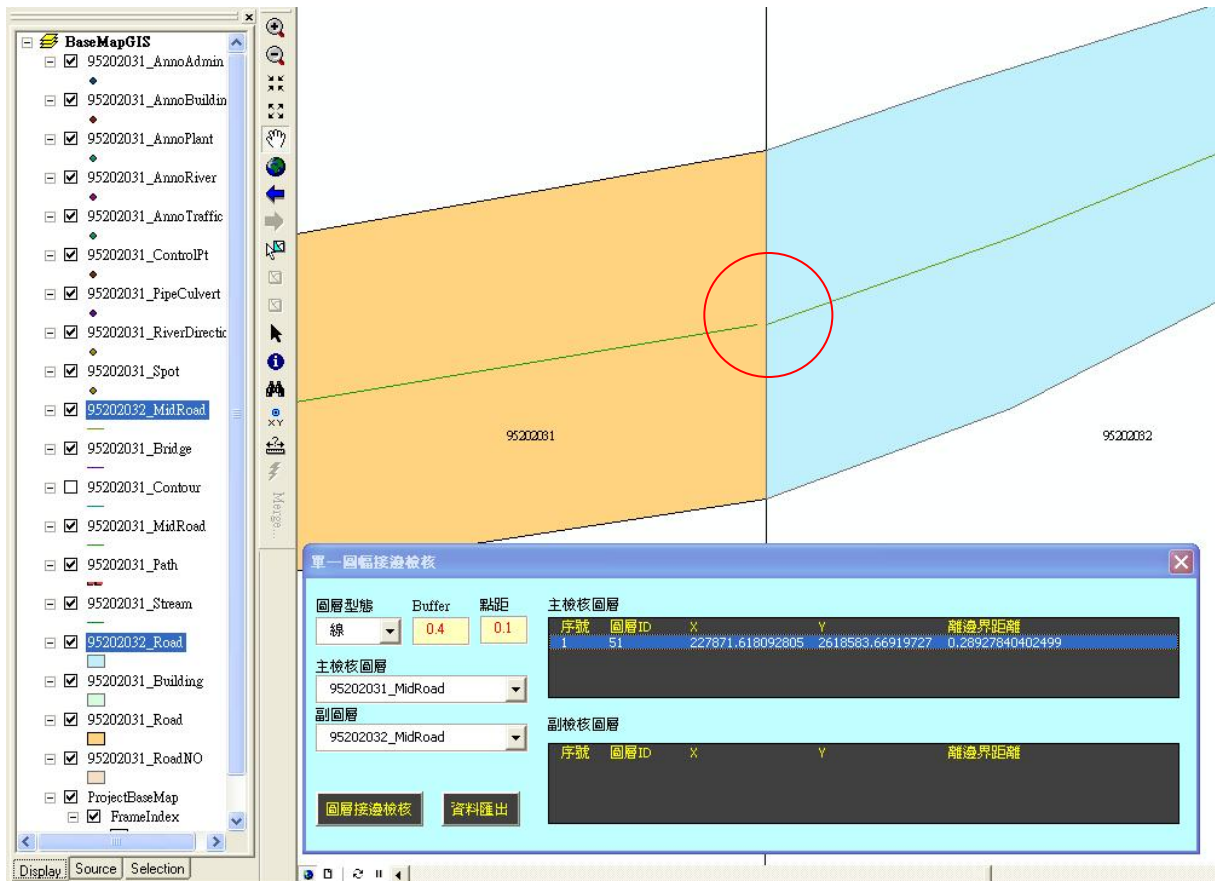 BaseMapGIS
95202031_AnnoAdmin
95202031_AnnoBuildin
95202031_AnnoPlant
95202031_AnnoRiver
95202031_AnnoTraffic
95202031_ControlPt
95202031_PipeCulvert
95202031_RiverDirectic
95202031_Spot
95202032_MidRoad
95202031_Bridge
95202031_Contour
95202031_MidRoad
95202031_Path
95202031_Stream
95202032_Road
95202031_Building
95202031_Road
95202031_RoadNO
ProjectBaseMap
FrameIndex
Display Source Selection
XY
Merge...
95202031
95202032
單一圖幅接邊檢核
圖層型態 Buffer 點距
線 0.4 0.1
主檢核圖層
95202031_MidRoad
副圖層
95202032_MidRoad
圖層接邊檢核 資料匯出
主檢核圖層
序號 圖層ID X Y 離邊界距離
1 51 227871.618092805 2618583.66919727 0.28927840402499
副檢核圖層
序號 圖層ID X Y 離邊界距離